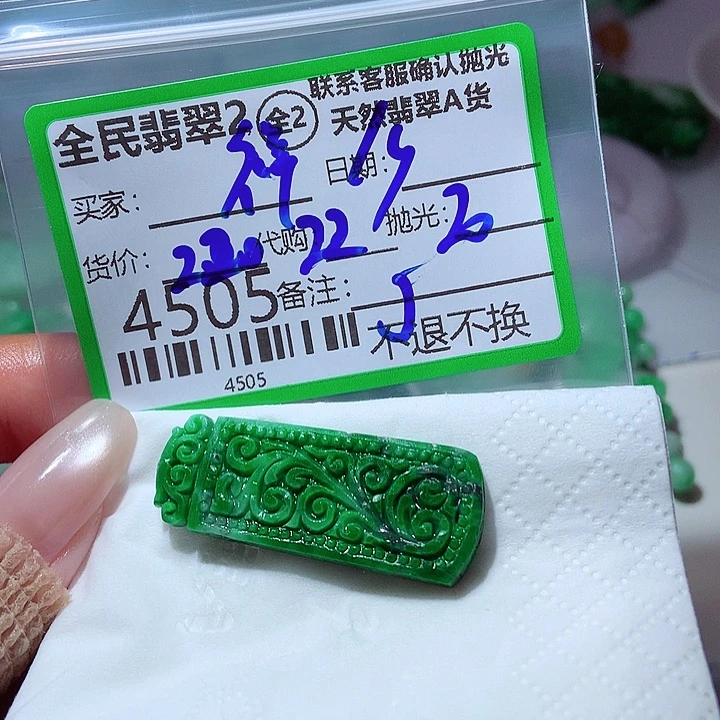 联系客服确认抛光
全民翡翠2 全2 天然翡翠A货
买家： 符 日期：
货价： 代购 22 抛光： 20
4505 备注：
不退不换
4505